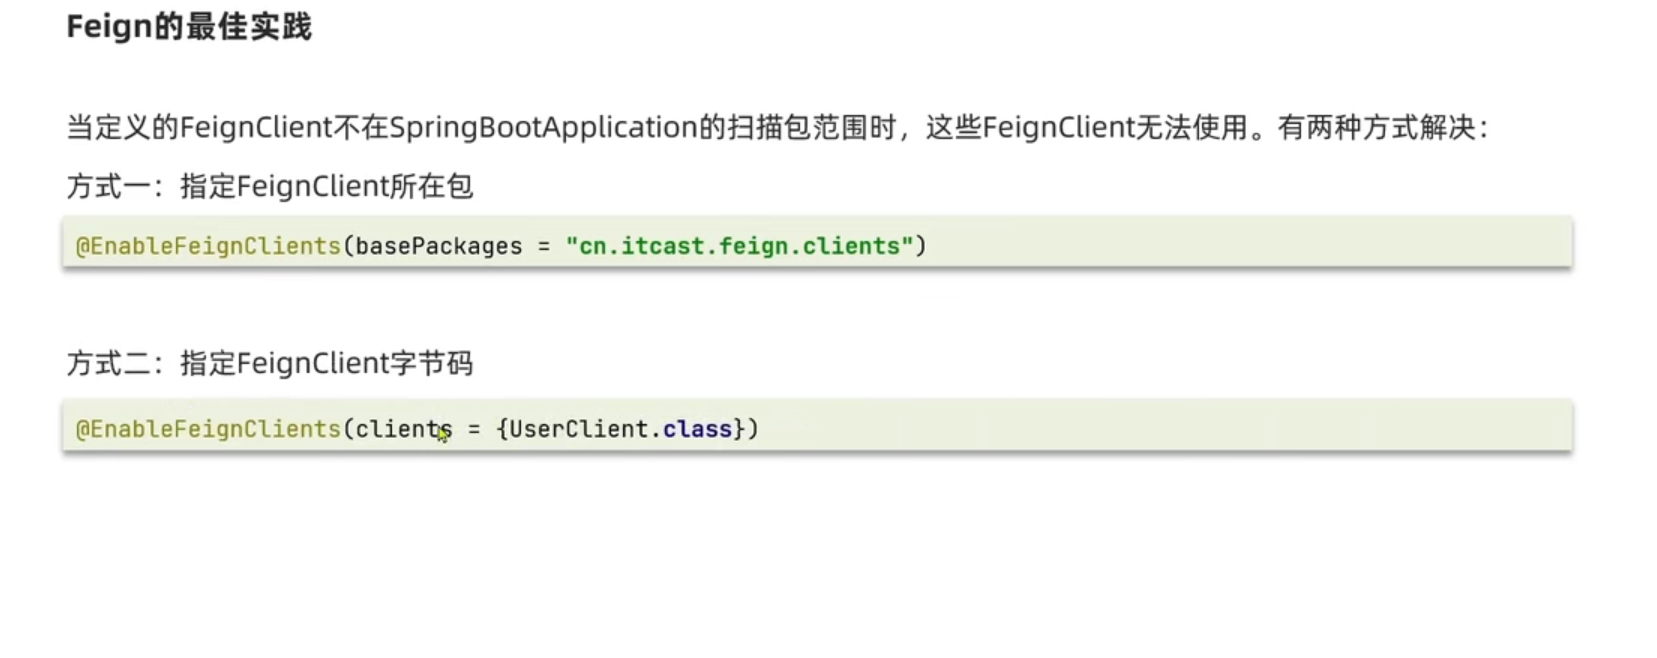 Feign的最佳实践
当定义的FeignClient不在SpringBootApplication的扫描包范围时，这些FeignClient无法使用。有两种方式解决：
方式一：指定FeignClient所在包
@EnableFeignClients(basePackages = "cn.itcast.feign.clients")
方式二：指定FeignClient字节码
@EnableFeignClients(clients = {UserClient.class})